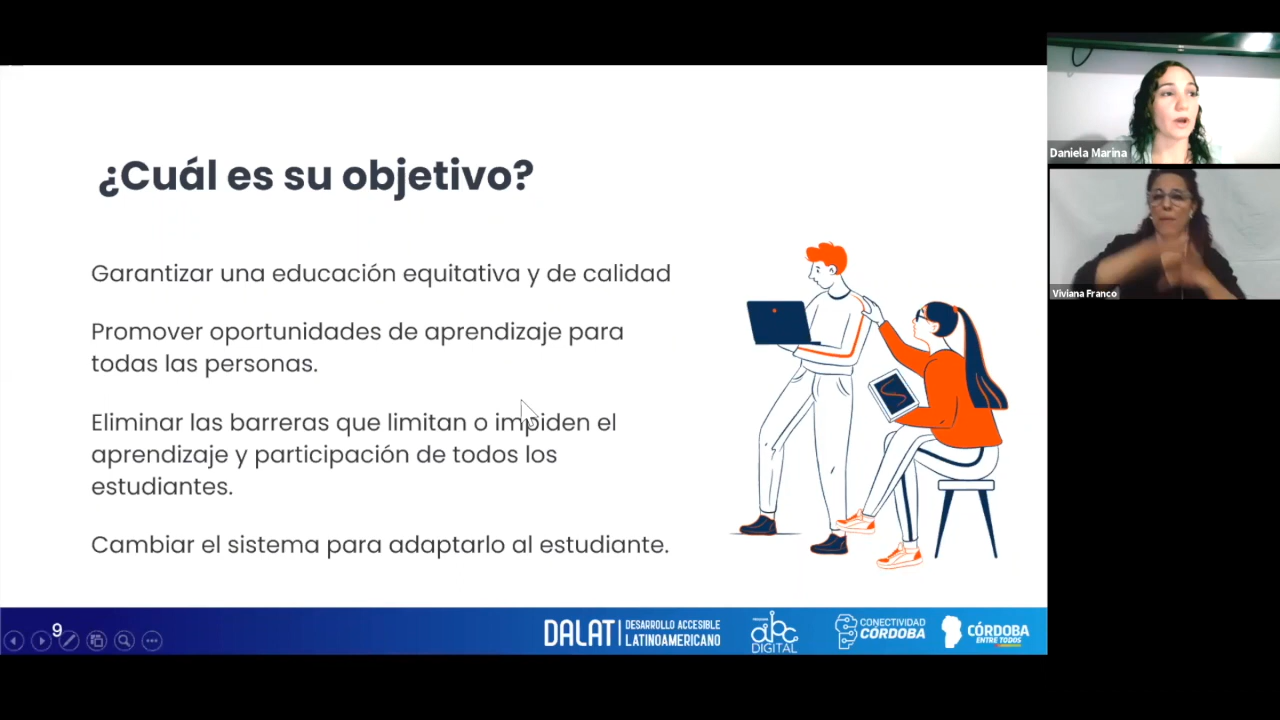 ¿Cuál es su objetivo?
Garantizar una educación equitativa y de calidad
Promover oportunidades de aprendizaje para
todas las personas.
Eliminar las barreras que limitan o impiden el
aprendizaje y participación de todos los
estudiantes.
Cambiar el sistema para adaptarlo al estudiante.
9
DALAT
DESARROLLO ACCESIBLE
LATINOAMERICANO
abc
DIGITAL
CONECTIVIDAD
CÓRDOBA
CÓRDOBA
ENTRE TODOS
Daniela Marina
Viviana Franco